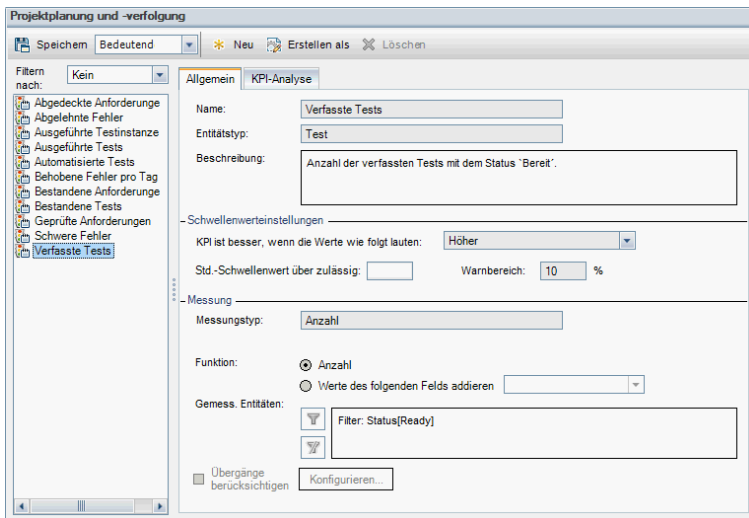 Projektplanung und -verfolgung
Speichern Bedeutend Neu Erstellen als Löschen
Filtern nach: Kein
Abgedeckte Anforderunge
Abgelehnte Fehler
Ausgeführte Testinstanze
Ausgeführte Tests
Automatisierte Tests
Behobene Fehler pro Tag
Bestandene Anforderunge
Bestandene Tests
Geprüfte Anforderungen
Schwere Fehler
Verfasste Tests
Allgemein KPI-Analyse
Name: Verfasste Tests
Entitätstyp: Test
Beschreibung: Anzahl der verfassten Tests mit dem Status `Bereit´.
Schwellenwerteinstellungen
KPI ist besser, wenn die Werte wie folgt lauten: Höher
Std.-Schwellenwert über zulässig: Warnbereich: 10 %
Messung
Messungstyp: Anzahl
Funktion: Anzahl
Werte des folgenden Felds addieren
Gemess. Entitäten: Filter: Status[Ready]
Übergänge berücksichtigen Konfigurieren...